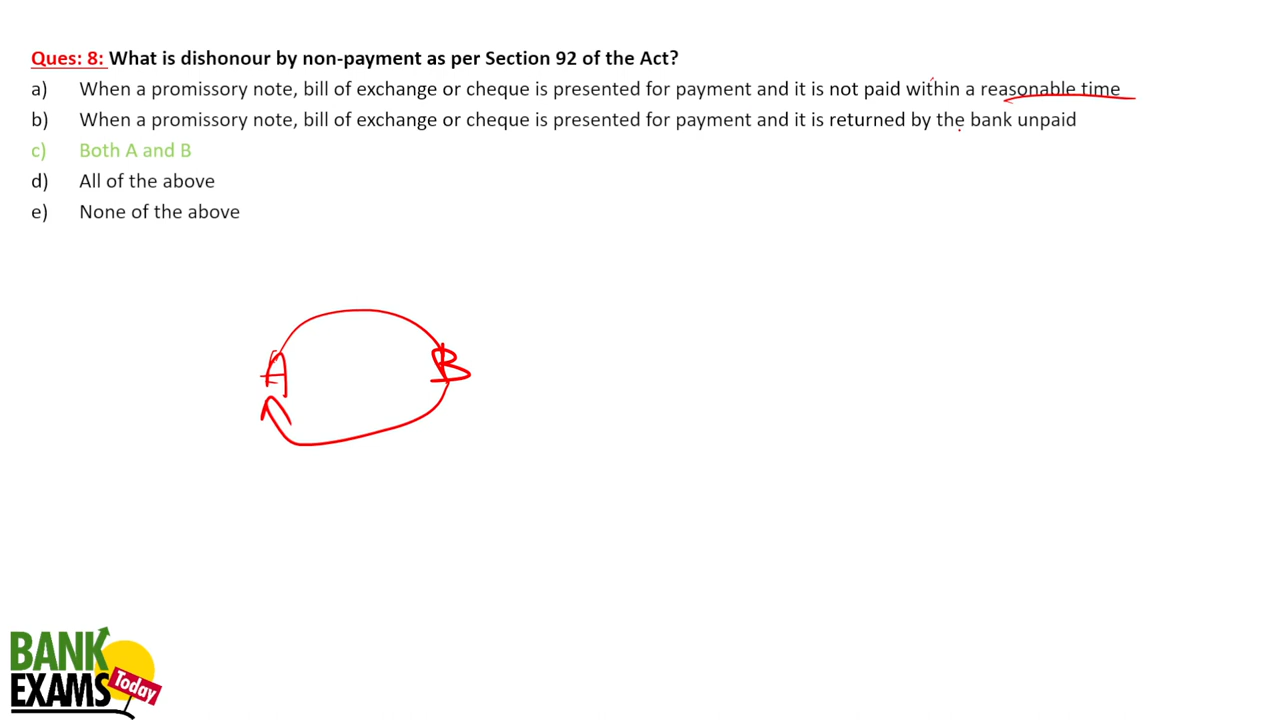 Ques: 8: What is dishonour by non-payment as per Section 92 of the Act?
a) When a promissory note, bill of exchange or cheque is presented for payment and it is not paid within a reasonable time
b) When a promissory note, bill of exchange or cheque is presented for payment and it is returned by the bank unpaid
c) Both A and B
d) All of the above
e) None of the above
A B
BANK
EXAMS Today